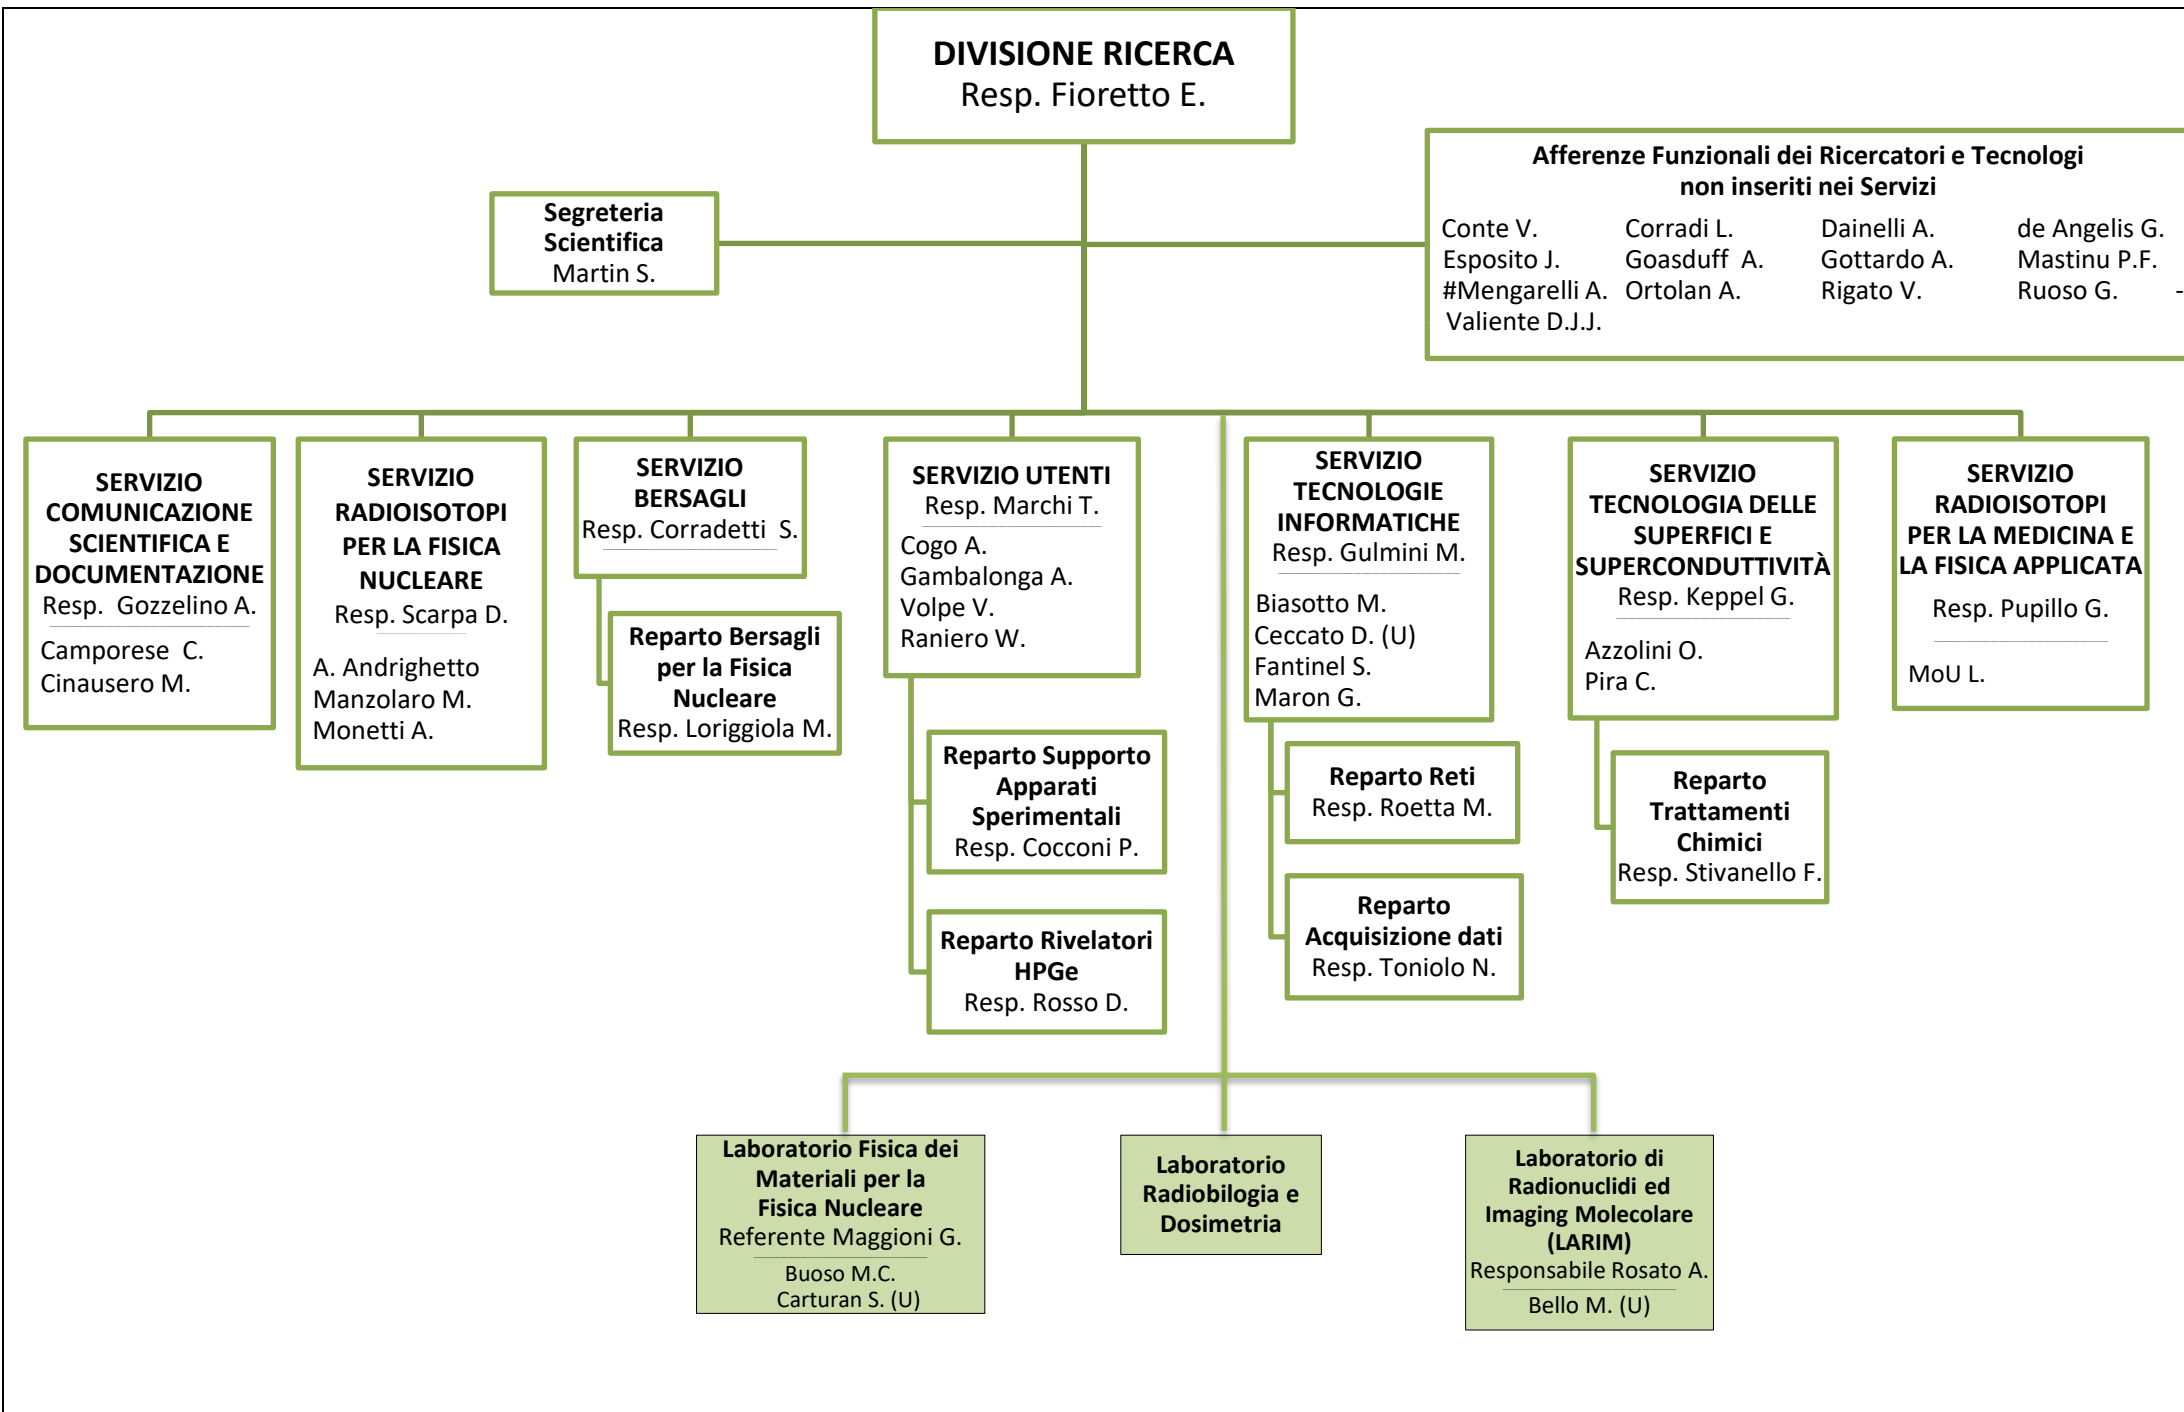 DIVISIONE RICERCA
Resp. Fioretto E.
Afferenze Funzionali dei Ricercatori e Tecnologi
non inseriti nei Servizi
Conte V. Corradi L. Dainelli A. de Angelis G.
Esposito J. Goasduff A. Gottardo A. Mastinu P.F.
#Mengarelli A. Ortolan A. Rigato V. Ruoso G. -
Valiente D.J.J.
Segreteria
Scientifica
Martin S.
SERVIZIO
COMUNICAZIONE
SCIENTIFICA E
DOCUMENTAZIONE
Resp. Gozzelino A.
Camporese C.
Cinausero M.
SERVIZIO
RADIOISOTOPI
PER LA FISICA
NUCLEARE
Resp. Scarpa D.
A. Andrighetto
Manzolaro M.
Monetti A.
SERVIZIO
BERSAGLI
Resp. Corradetti S.
Reparto Bersagli
per la Fisica
Nucleare
Resp. Loriggiola M.
SERVIZIO UTENTI
Resp. Marchi T.
Cogo A.
Gambalonga A.
Volpe V.
Raniero W.
Reparto Supporto
Apparati
Sperimentali
Resp. Cocconi P.
Reparto Rivelatori
HPGe
Resp. Rosso D.
SERVIZIO
TECNOLOGIE
INFORMATICHE
Resp. Gulmini M.
Biasotto M.
Ceccato D. (U)
Fantinel S.
Maron G.
Reparto Reti
Resp. Roetta M.
Reparto
Acquisizione dati
Resp. Toniolo N.
SERVIZIO
TECNOLOGIA DELLE
SUPERFICI E
SUPERCONDUTTIVITÀ
Resp. Keppel G.
Azzolini O.
Pira C.
Reparto
Trattamenti
Chimici
Resp. Stivanello F.
SERVIZIO
RADIOISOTOPI
PER LA MEDICINA E
LA FISICA APPLICATA
Resp. Pupillo G.
MoU L.
Laboratorio Fisica dei
Materiali per la
Fisica Nucleare
Referente Maggioni G.
Buoso M.C.
Carturan S. (U)
Laboratorio
Radiobilogia e
Dosimetria
Laboratorio di
Radionuclidi ed
Imaging Molecolare
(LARIM)
Responsabile Rosato A.
Bello M. (U)